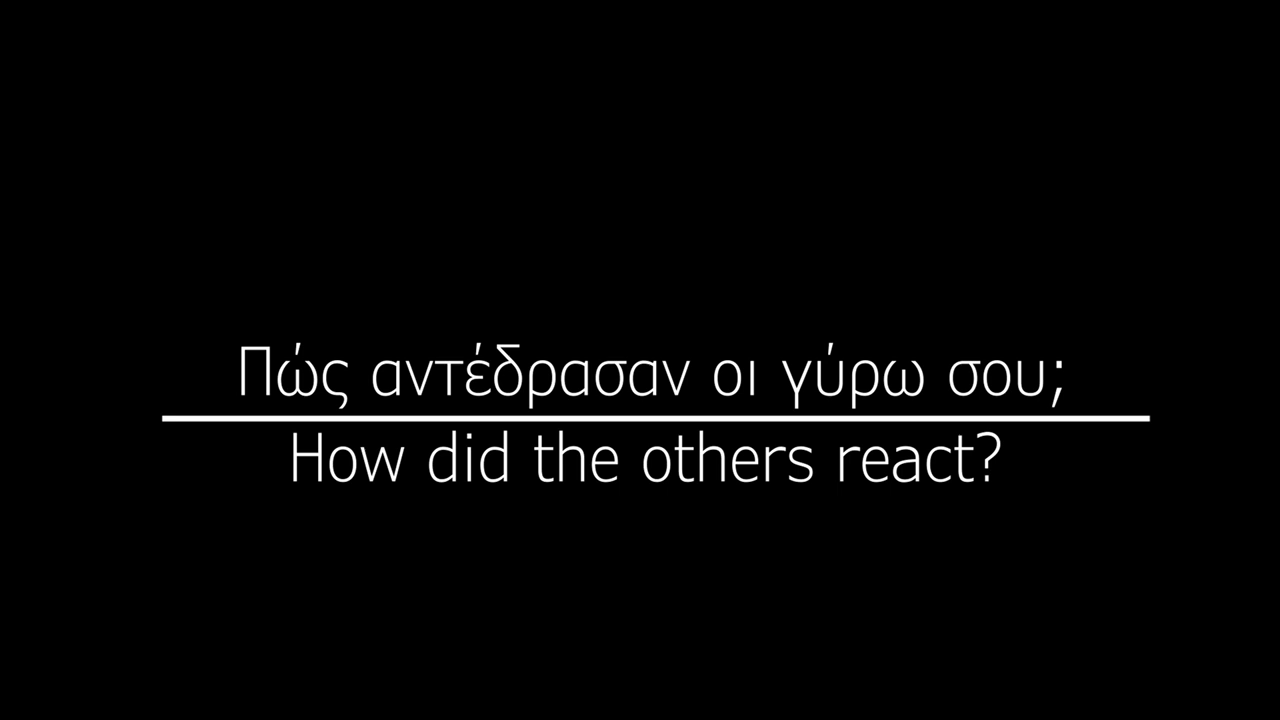 Πώς αντέδρασαν οι γύρω σου;
How did the others react?